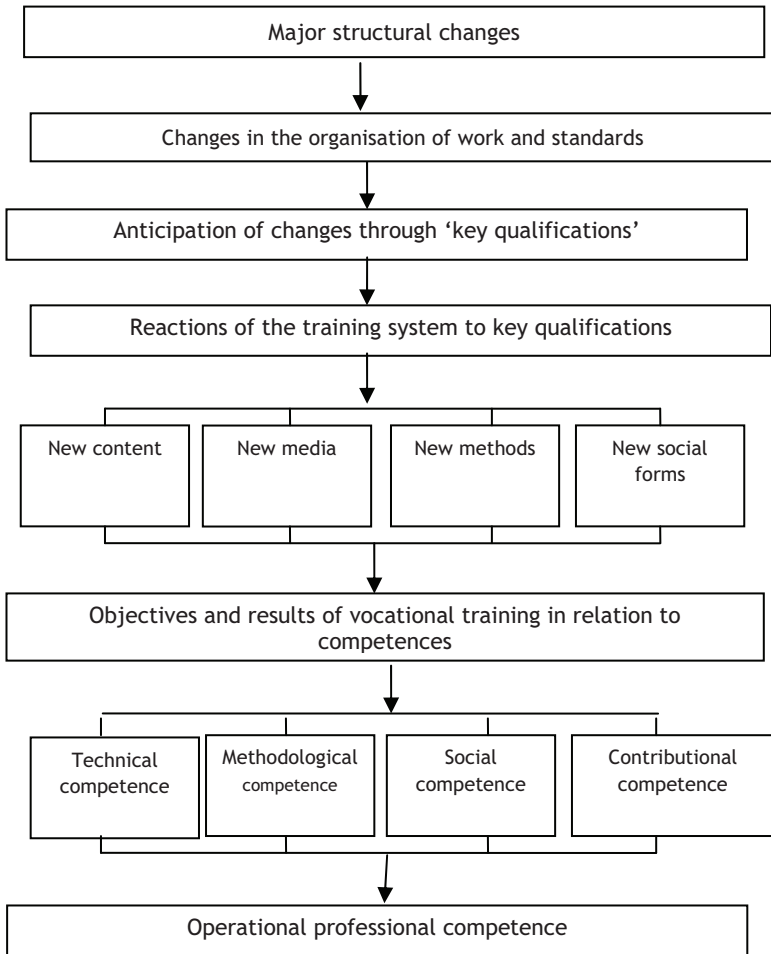 Major structural changes
Changes in the organisation of work and standards
Anticipation of changes through ‘key qualifications’
Reactions of the training system to key qualifications
New content
New media
New methods
New social
forms
Objectives and results of vocational training in relation to
competences
Technical
competence
Methodological
competence
Social
competence
Contributional
competence
Operational professional competence